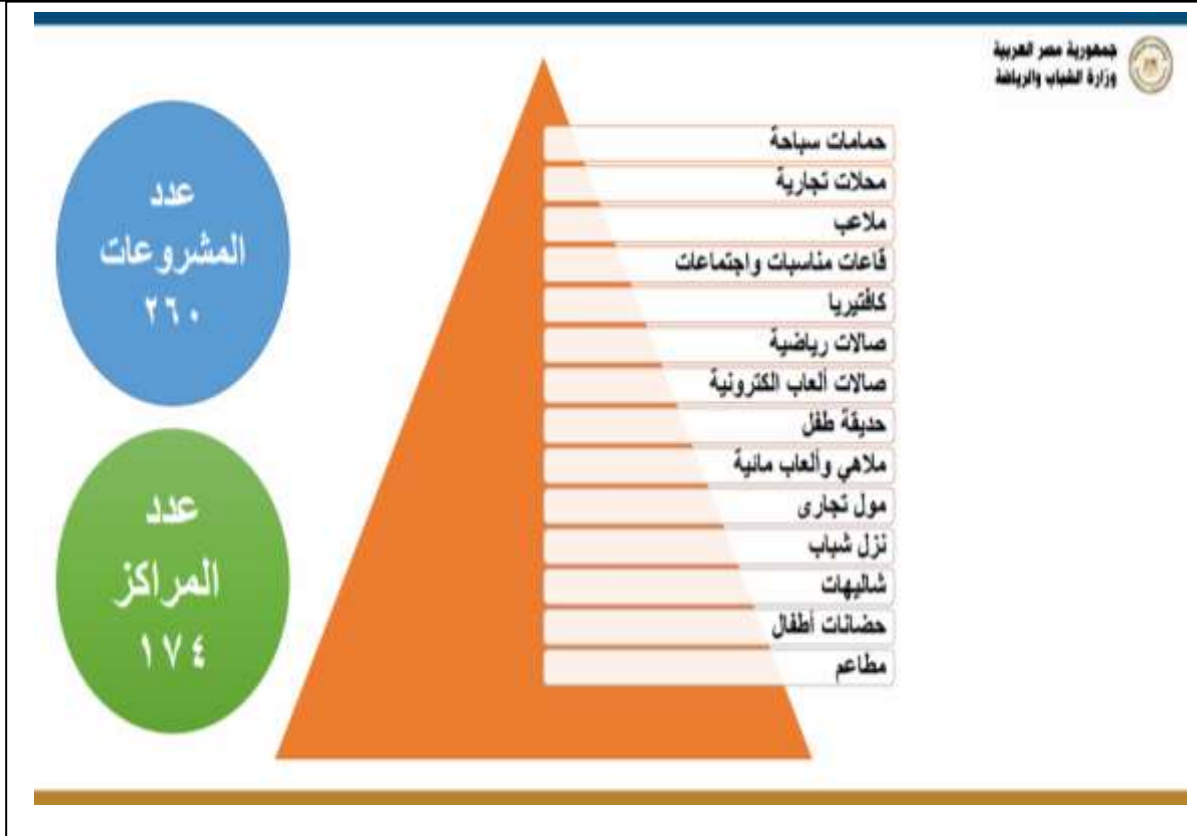 جمهورية مصر العربية
وزارة الشباب والرياضة
حمامات سباحة
محلات تجارية
ملاعب
قاعات مناسبات واجتماعات
كافتيريا
صالات رياضية
صالات ألعاب الكترونية
حديقة طفل
ملاهي وألعاب مائية
مول تجارى
نزل شباب
شاليهات
حضانات أطفال
مطاعم
عدد
المشروعات
٢٦٠
عدد
المراكز
١٧٤